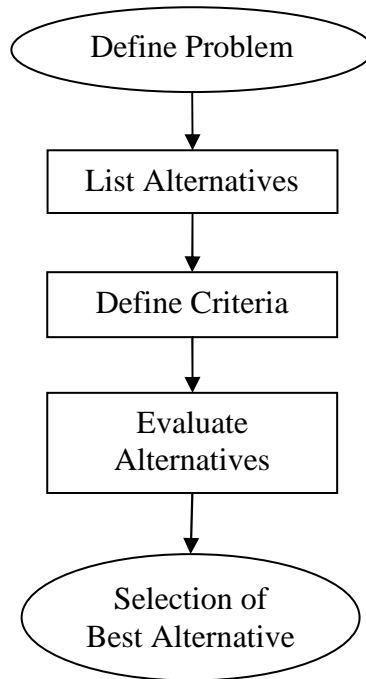 Define Problem
List Alternatives
Define Criteria
Evaluate
Alternatives
Selection of
Best Alternative